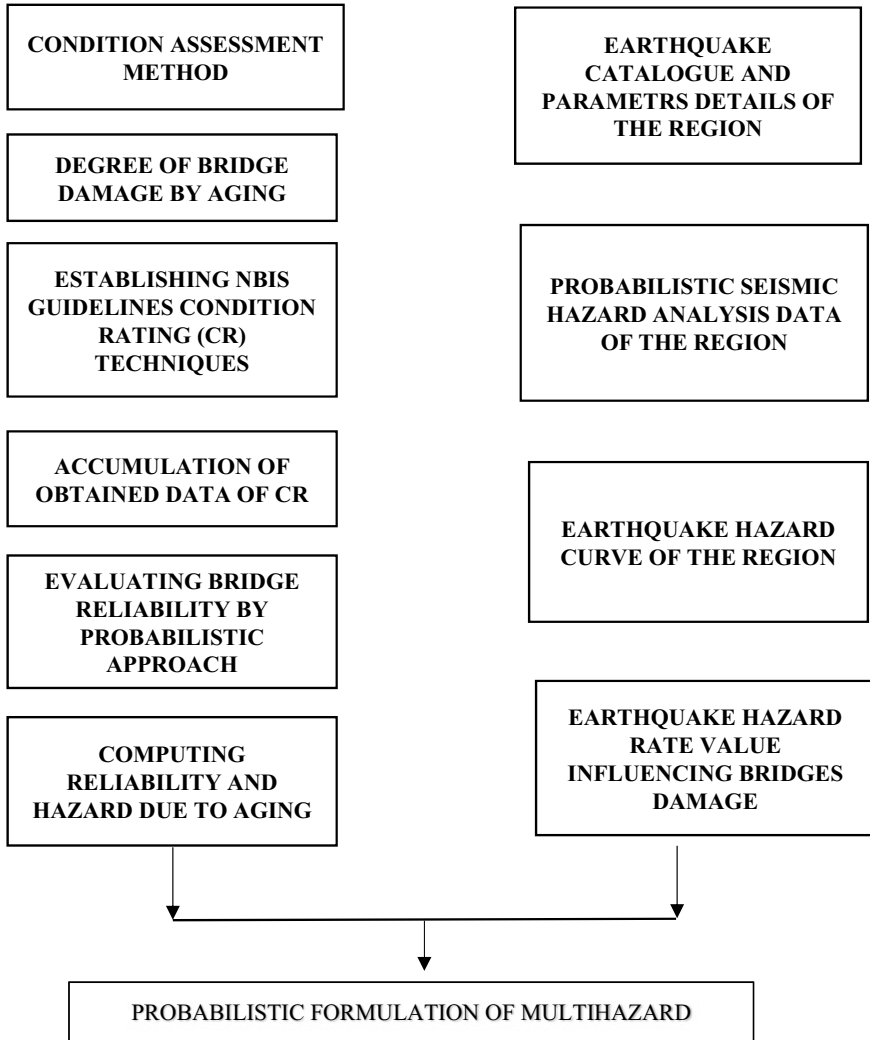 CONDITION ASSESSMENT
METHOD
DEGREE OF BRIDGE
DAMAGE BY AGING
ESTABLISHING NBIS
GUIDELINES CONDITION
RATING (CR)
TECHNIQUES
ACCUMULATION OF
OBTAINED DATA OF CR
EVALUATING BRIDGE
RELIABILITY BY
PROBABILISTIC
APPROACH
COMPUTING
RELIABILITY AND
HAZARD DUE TO AGING
EARTHQUAKE
CATALOGUE AND
PARAMETRS DETAILS OF
THE REGION
PROBABILISTIC SEISMIC
HAZARD ANALYSIS DATA
OF THE REGION
EARTHQUAKE HAZARD
CURVE OF THE REGION
EARTHQUAKE HAZARD
RATE VALUE
INFLUENCING BRIDGES
DAMAGE
PROBABILISTIC FORMULATION OF MULTIHAZARD